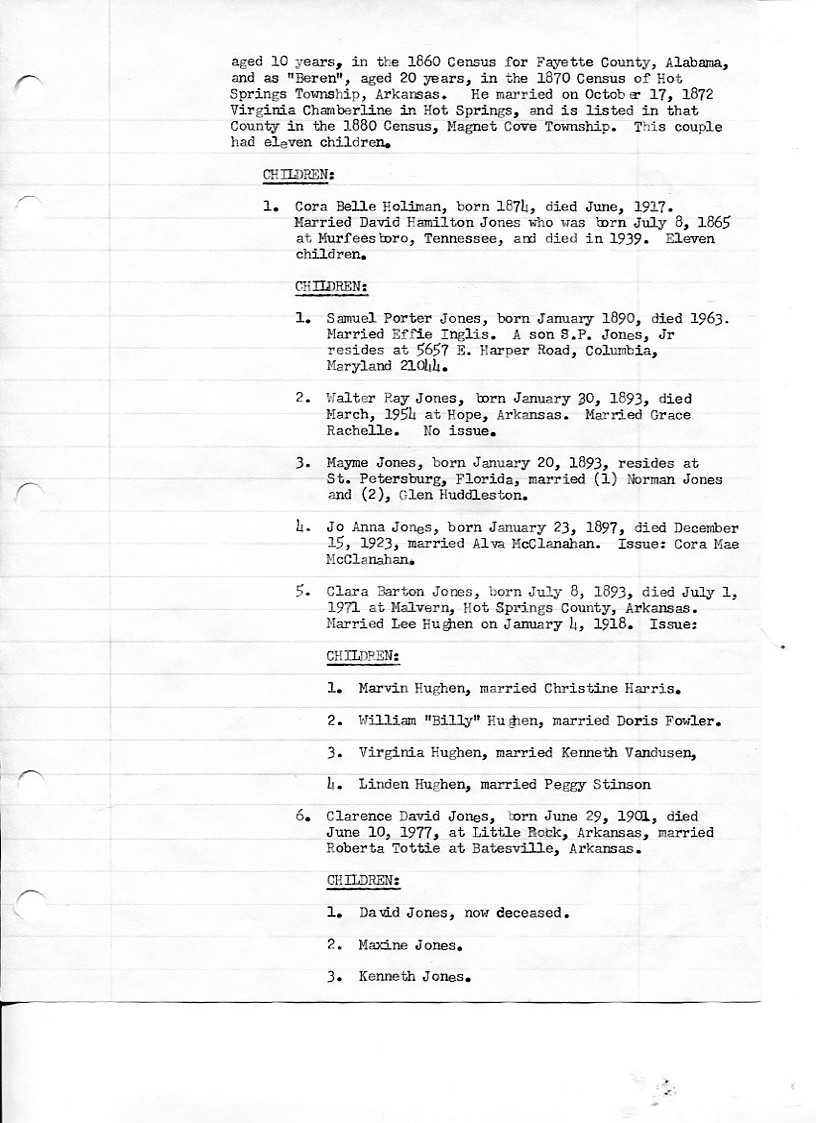 aged 10 years, in the 1860 Census for Fayette County, Alabama,
and as "Beren", aged 20 years, in the 1870 Census of Hot
Springs Township, Arkansas. He married on October 17, 1872
Virginia Chamberline in Hot Springs, and is listed in that
County in the 1880 Census, Magnet Cove Township. This couple
had eleven children.
CHILDREN:
1. Cora Belle Holiman, born 1874, died June, 1917.
Married David Hamilton Jones who was born July 8, 1865
at Murfeesboro, Tennessee, and died in 1939. Eleven
children.
CHILDREN:
1. Samuel Porter Jones, born January 1890, died 1963.
Married Effie Inglis. A son S.P. Jones, Jr
resides at 5657 E. Harper Road, Columbia,
Maryland 21044.
2. Walter Ray Jones, born January 30, 1893, died
March, 1954 at Hope, Arkansas. Married Grace
Rachelle. No issue.
3. Mayme Jones, born January 20, 1893, resides at
St. Petersburg, Florida, married (1) Norman Jones
and (2), Glen Huddleston.
4. Jo Anna Jones, born January 23, 1897, died December
15, 1923, married Alva McClanahan. Issue: Cora Mae
McClanahan.
5. Clara Barton Jones, born July 8, 1893, died July 1,
1971 at Malvern, Hot Springs County, Arkansas.
Married Lee Hughen on January 4, 1918. Issue:
CHILDREN:
1. Marvin Hughen, married Christine Harris.
2. William "Billy" Hughen, married Doris Fowler.
3. Virginia Hughen, married Kenneth Vandusen,
4. Linden Hughen, married Peggy Stinson
6. Clarence David Jones, born June 29, 1901, died
June 10, 1977, at Little Rock, Arkansas, married
Roberta Tottie at Batesville, Arkansas.
CHILDREN:
1. David Jones, now deceased.
2. Maxine Jones.
3. Kenneth Jones.